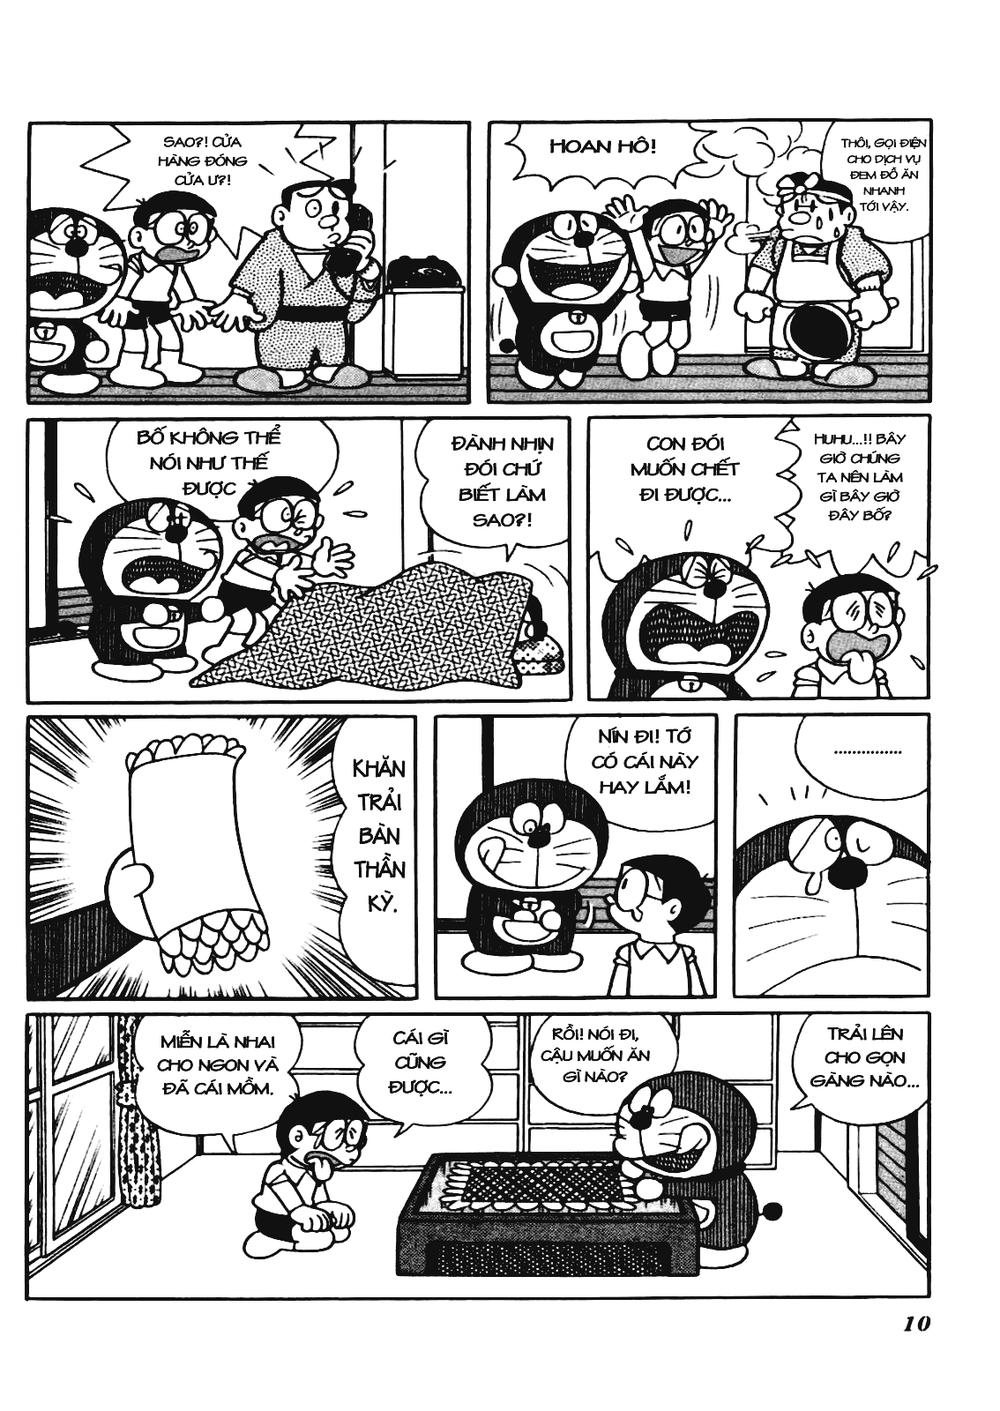 THÔI, GỌI ĐIỆN
CHO DỊCH VỤ
ĐEM ĐỒ ĂN
NHANH
TỚI VẬY.
HOAN HÔ!
SAO?! CỬA
HÀNG ĐÓNG
CỬA Ư?!
HUHU...!! BÂY
GIỜ CHÚNG
TA NÊN LÀM
GÌ BÂY GIỜ
ĐÂY BỐ?
CON ĐÓI
MUỐN CHẾT
ĐI ĐƯỢC...
ĐÀNH NHỊN
ĐÓI CHỨ
BIẾT LÀM
SAO?!
BỐ KHÔNG THỂ
NÓI NHƯ THẾ
ĐƯỢC
................
NÍN ĐI! TỚ
CÓ CÁI NÀY
HAY LẮM!
KHĂN
TRẢI
BÀN
THẦN
KỲ.
TRẢI LÊN
CHO GỌN
GÀNG NÀO...
RỒI! NÓI ĐI,
CẬU MUỐN ĂN
GÌ NÀO?
CÁI GÌ
CŨNG
ĐƯỢC...
MIỄN LÀ NHAI
CHO NGON VÀ
ĐÃ CÁI MỒM.
10